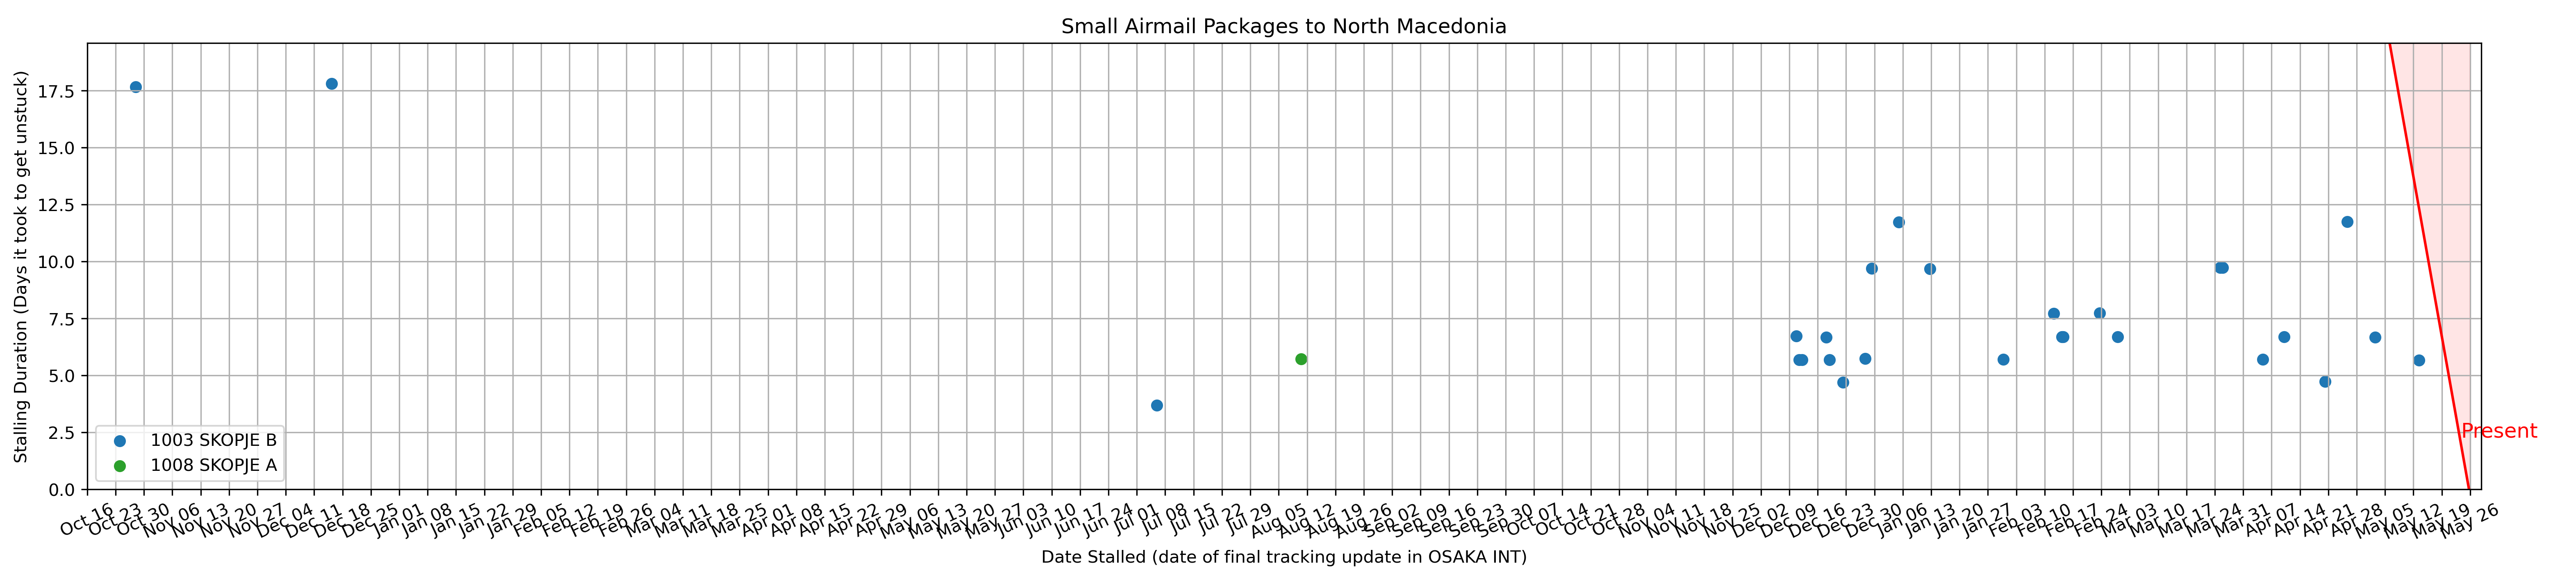 Small Airmail Packages to North Macedonia
Stalling Duration (Days it took to get unstuck)
17.5
15.0
12.5
10.0
7.5
5.0
2.5
0.0
1003 SKOPJE B
1008 SKOPJE A
Present
Oct 16
Oct 23
Oct 30
Nov 06
Nov 13
Nov 20
Nov 27
Dec 04
Dec 11
Dec 18
Dec 25
Jan 01
Jan 08
Jan 15
Jan 22
Jan 29
Feb 05
Feb 12
Feb 19
Feb 26
Mar 04
Mar 11
Mar 18
Mar 25
Apr 01
Apr 08
Apr 15
Apr 22
Apr 29
May 06
May 13
May 20
May 27
Jun 03
Jun 10
Jun 17
Jun 24
Jul 01
Jul 08
Jul 15
Jul 22
Jul 29
Aug 05
Aug 12
Aug 19
Aug 26
Sep 02
Sep 09
Sep 16
Sep 23
Sep 30
Oct 07
Oct 14
Oct 21
Oct 28
Nov 04
Nov 11
Nov 18
Nov 25
Dec 02
Dec 09
Dec 16
Dec 23
Dec 30
Jan 06
Jan 13
Jan 20
Jan 27
Feb 03
Feb 10
Feb 17
Feb 24
Mar 03
Mar 10
Mar 17
Mar 24
Mar 31
Apr 07
Apr 14
Apr 21
Apr 28
May 05
May 12
May 19
May 26
Date Stalled (date of final tracking update in OSAKA INT)